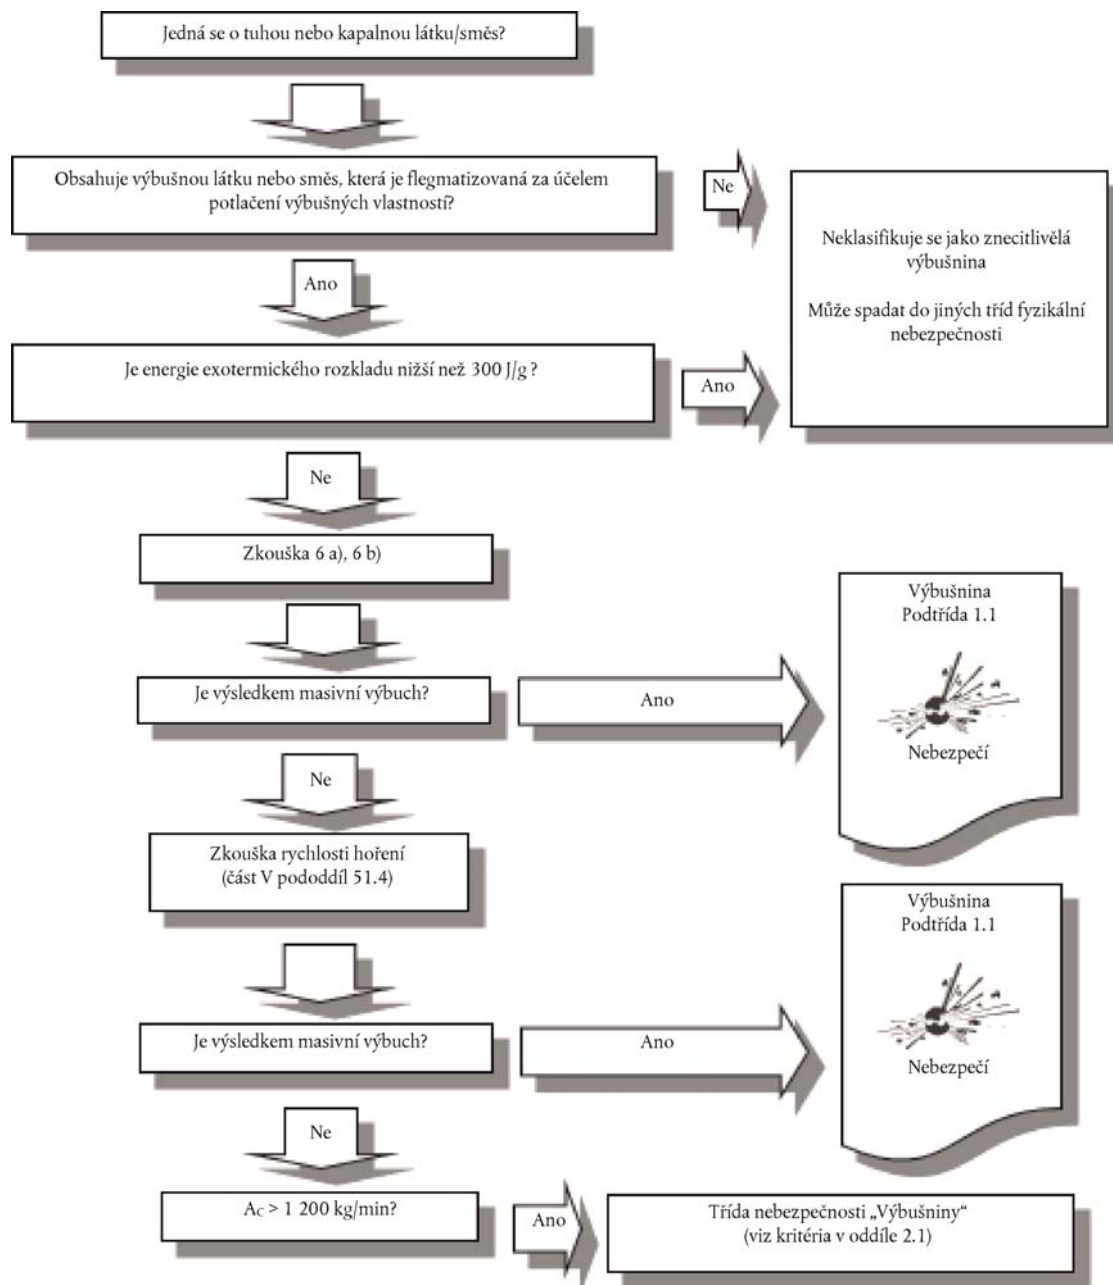 Jedná se o tuhou nebo kapalnou látku/směs?
Obsahuje výbušnou látku nebo směs, která je flegmatizovaná za účelem
potlačení výbušných vlastností?
Ne
Neklasifikuje se jako znecitlivělá
výbušnina
Může spadat do jiných tříd fyzikální
nebezpečnosti
Ano
Je energie exotermického rozkladu nižší než 300 J/g ?
Ano
Ne
Zkouška 6 a), 6 b)
Je výsledkem masivní výbuch?
Ano
Výbušnina
Podtřída 1.1
Nebezpečí
Ne
Zkouška rychlosti hoření
(část V pododdíl 51.4)
Je výsledkem masivní výbuch?
Ano
Výbušnina
Podtřída 1.1
Nebezpečí
Ne
AC > 1 200 kg/min?
Ano
Třída nebezpečnosti „Výbušniny“
(viz kritéria v oddíle 2.1)